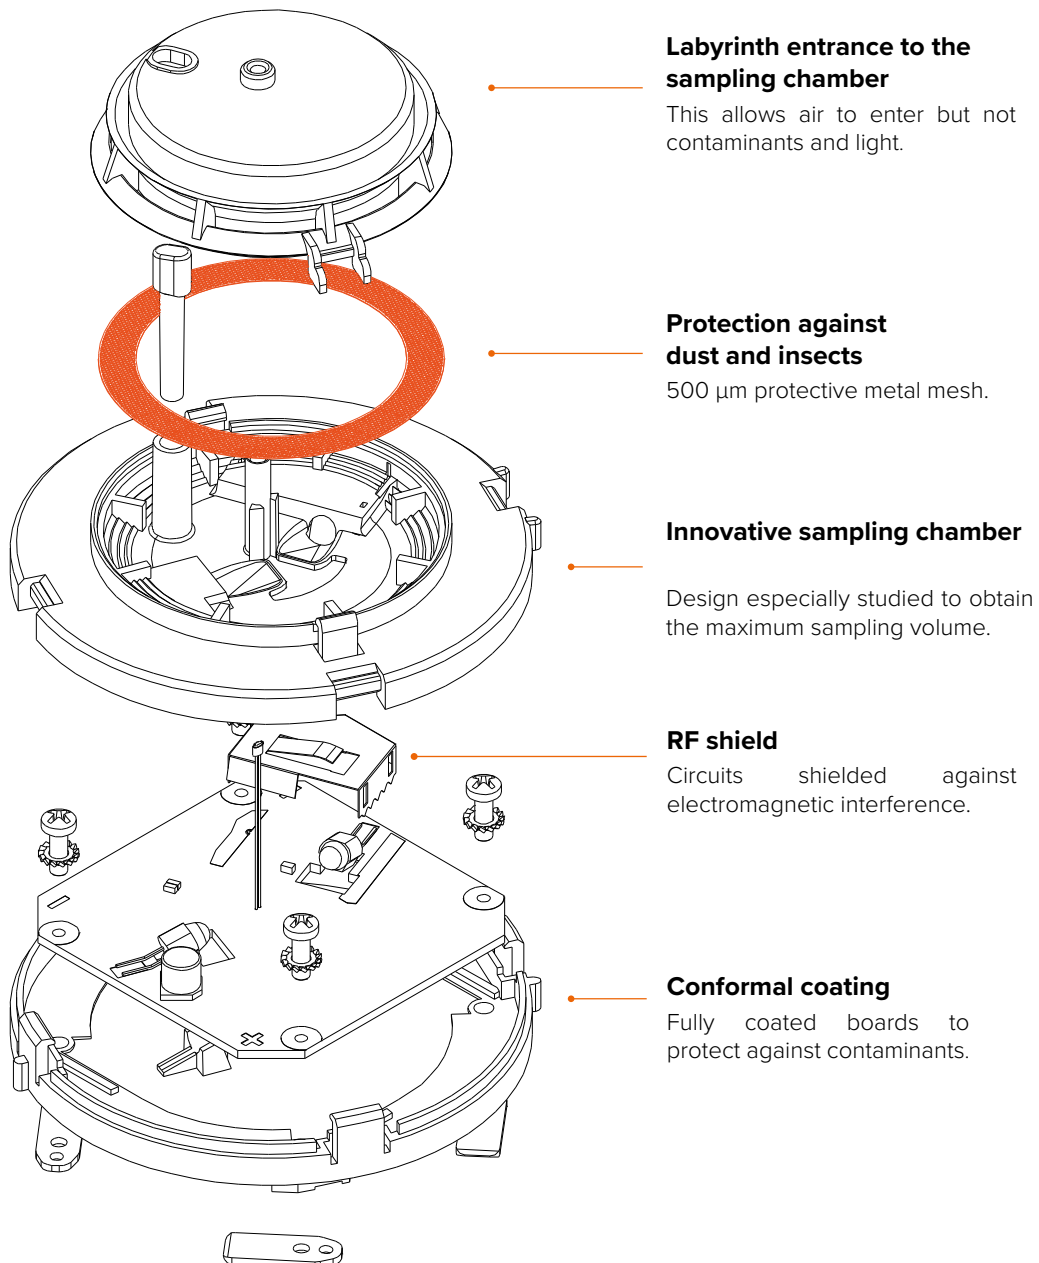 Labyrinth entrance to the
sampling chamber
This allows air to enter but not
contaminants and light.
Protection against
dust and insects
500 µm protective metal mesh.
Innovative sampling chamber
Design especially studied to obtain
the maximum sampling volume.
RF shield
Circuits shielded against
electromagnetic interference.
Conformal coating
Fully coated boards to
protect against contaminants.